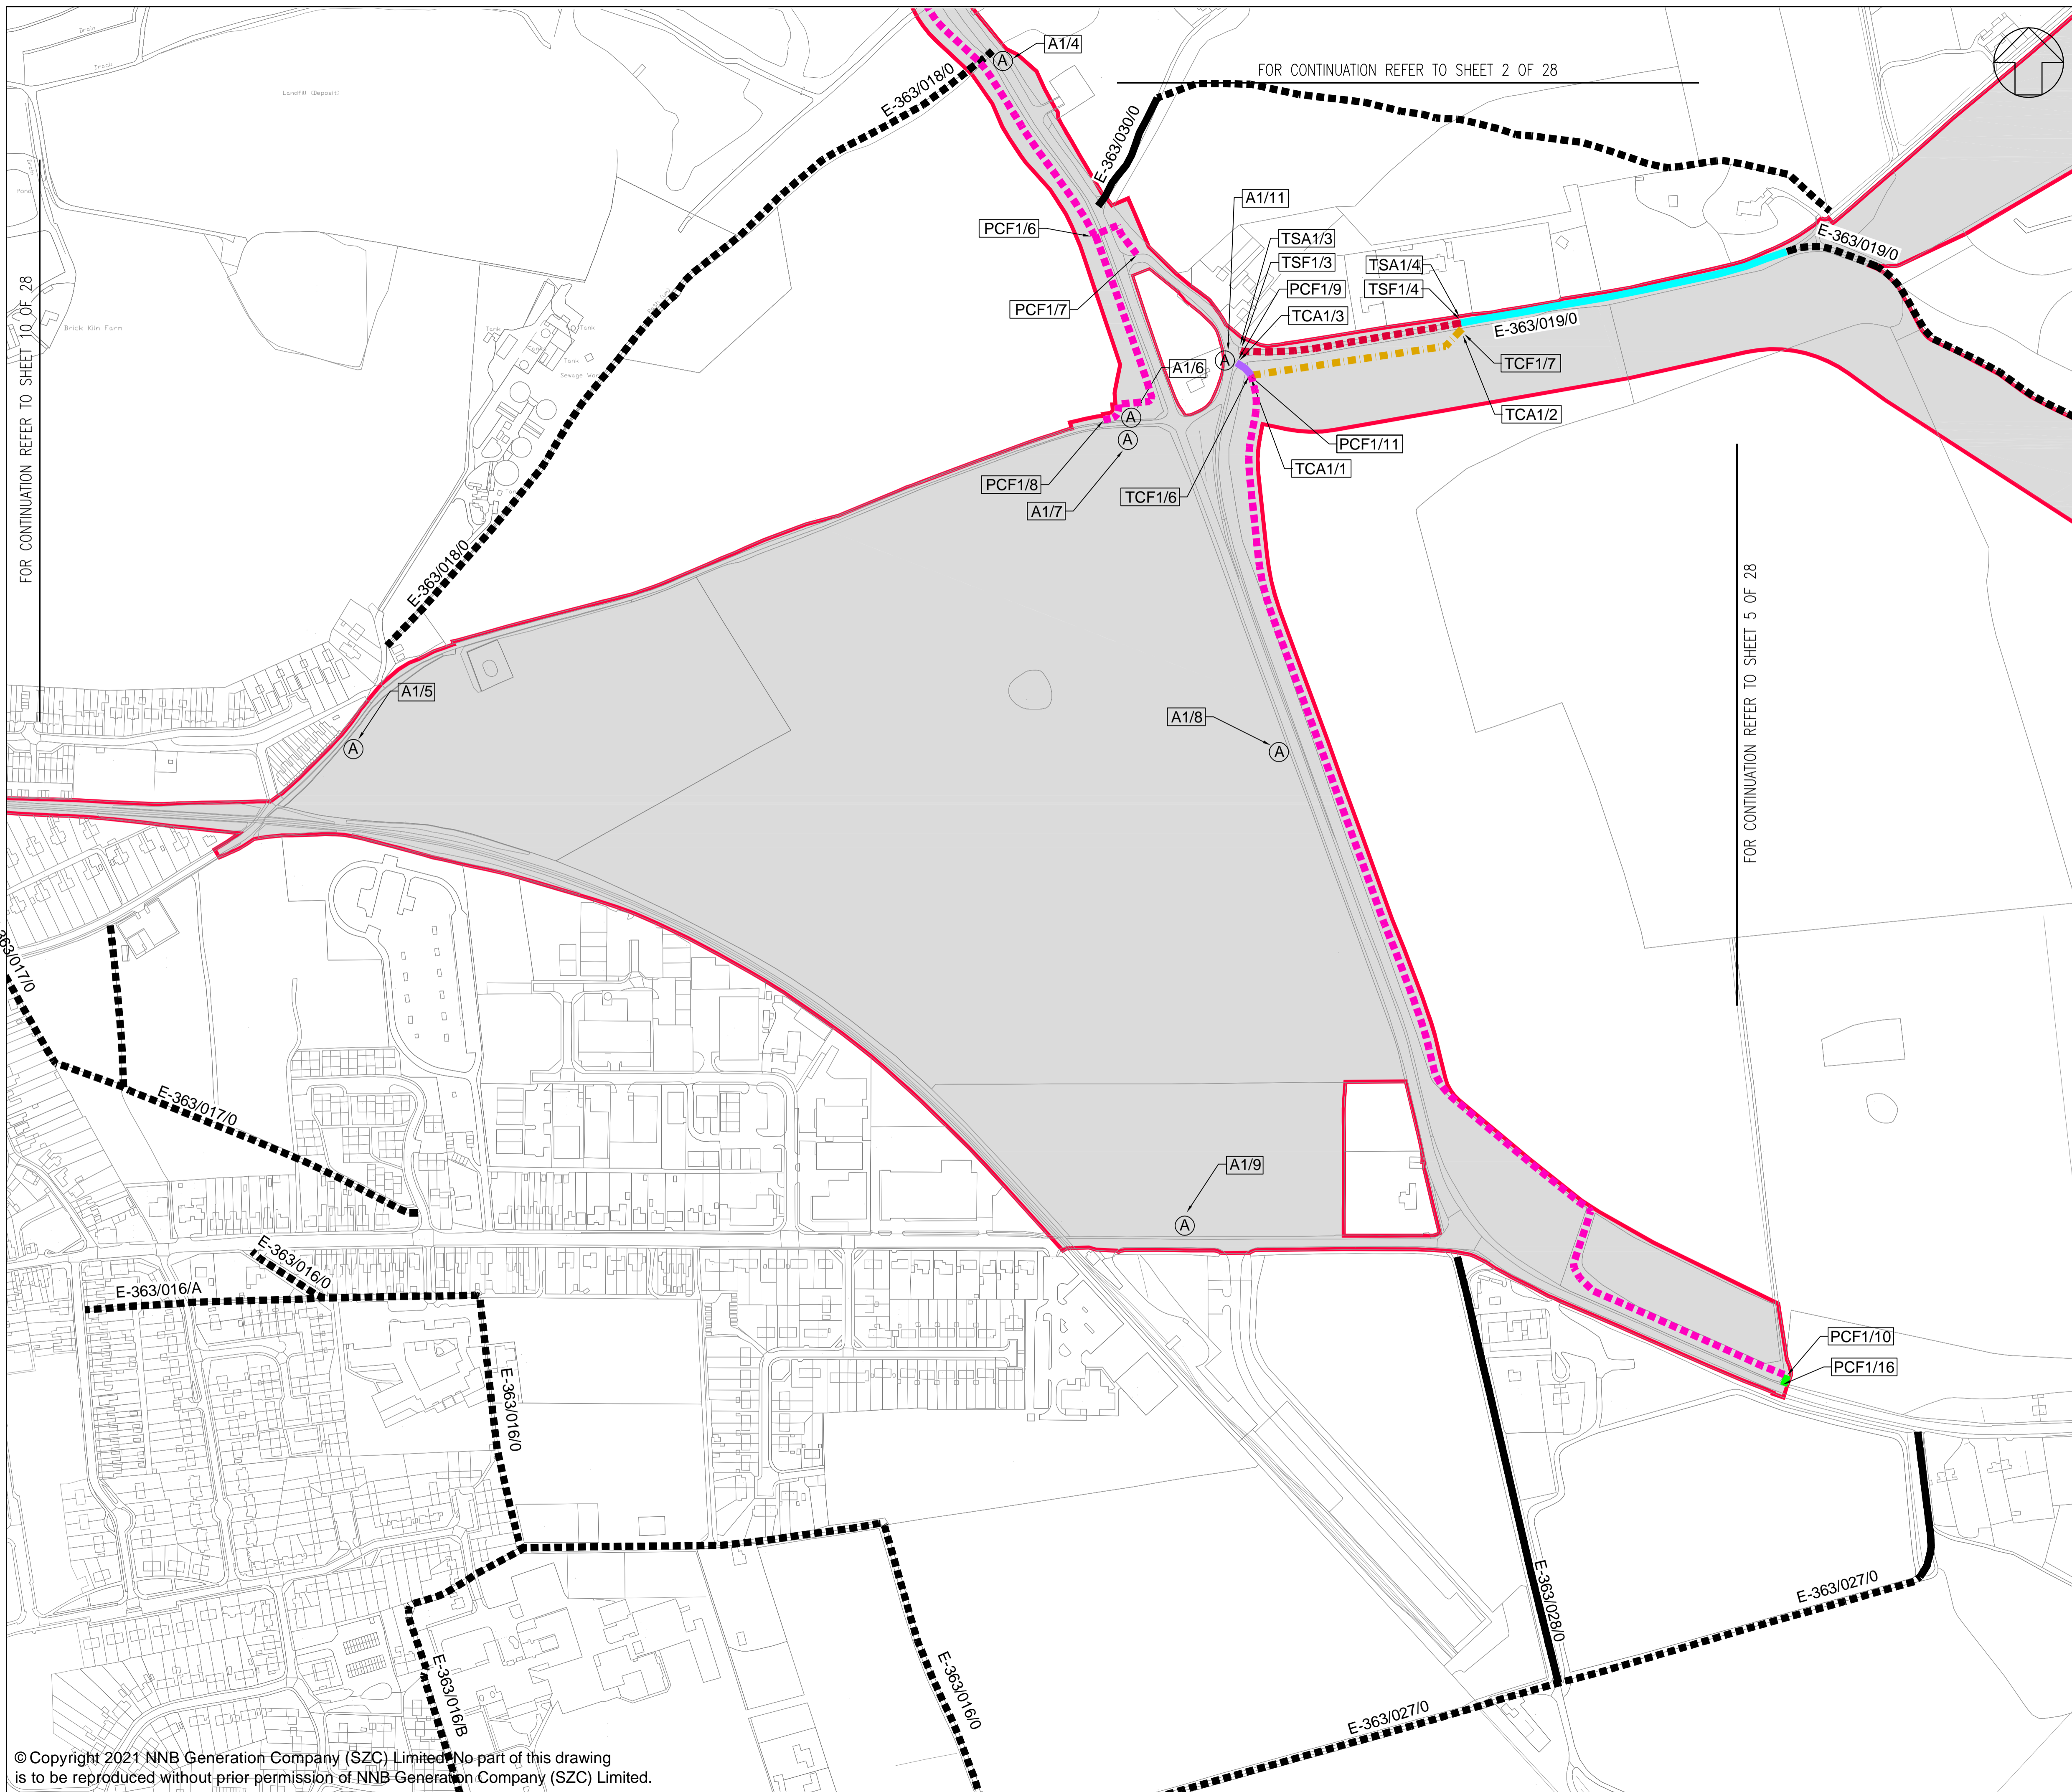 Drain
Track
Landfill (Deposit)
E-363/018/0
A
A1/4
FOR CONTINUATION REFER TO SHEET 2 OF 28
E-363/030/0
Pond
A1/11
PCF1/6
TSA1/3
TSF1/3
TSA1/4
E-363/019/0
PCF1/9
TSF1/4
PCF1/7
TCA1/3
E-363/019/0
FOR CONTINUATION REFER TO SHEET 10 OF 28
Brick Kiln Farm
Tank
Tank
Tank
Sewage
A
A1/6
TCF1/7
A
TCA1/2
A
PCF1/11
PCF1/8
TCA1/1
A1/7
TCF1/6
E-363/018/0
FOR CONTINUATION REFER TO SHEET 5 OF 28
A1/5
A
A1/8
A
E-363/017/0
A1/9
A
E-363/016/0
E-363/016/A
PCF1/10
PCF1/16
E-363/016/0
E-363/028/0
E-363/027/0
E-363/016/B
E-363/016/0
E-363/027/0
© Copyright 2021 NNB Generation Company (SZC) Limited. No part of this drawing
is to be reproduced without prior permission of NNB Generation Company (SZC) Limited.